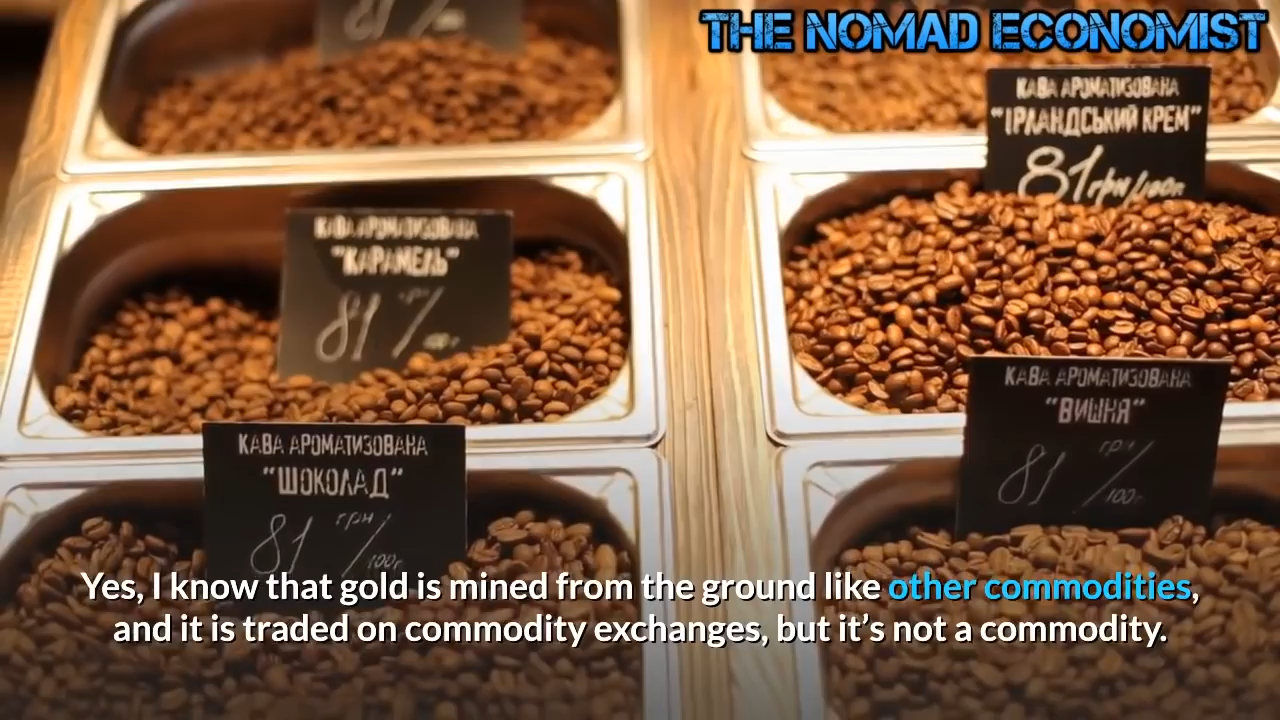 THE NOMAD ECONOMIST
81
КАВА АРОМАТИЗОВАНА
"ІРЛАНДСЬКИЙ КРЕМ"
81 грн/100г.
КАВА АРОМАТИЗОВАНА
"КАРАМЕЛЬ"
81
КАВА АРОМАТИЗОВАНА
"ВИШНЯ"
81 грн/100г.
КАВА АРОМАТИЗОВАНА
"ШОКОЛАД"
81 грн/100г.
Yes, I know that gold is mined from the ground like other commodities,
and it is traded on commodity exchanges, but it’s not a commodity.